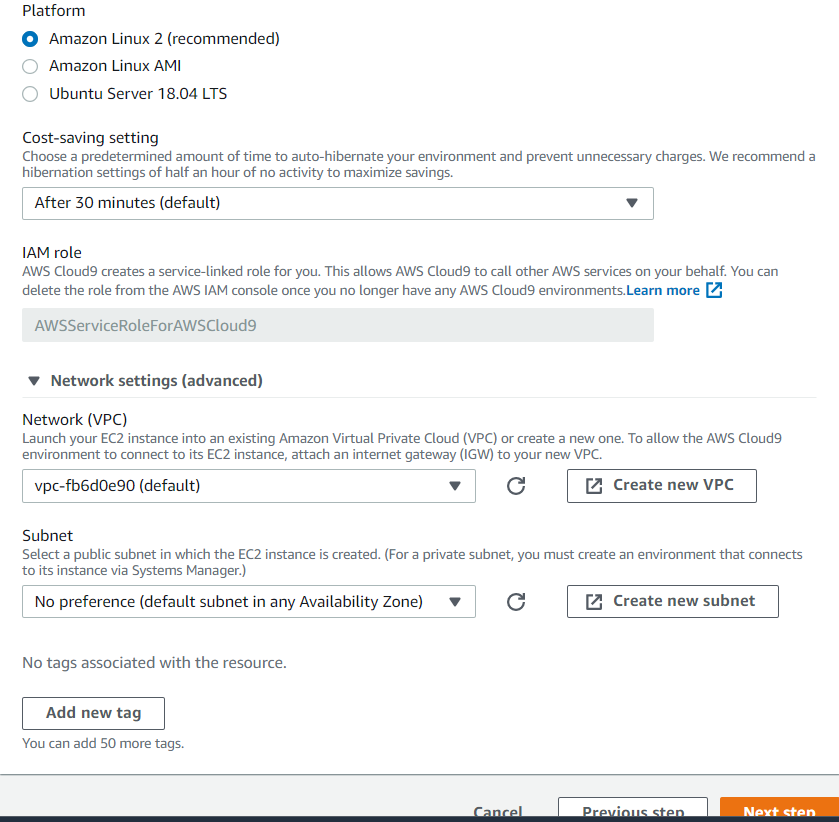 Platform
Amazon Linux 2 (recommended)
Amazon Linux AMI
Ubuntu Server 18.04 LTS
Cost-saving setting
Choose a predetermined amount of time to auto-hibernate your environment and prevent unnecessary charges. We recommend a
hibernation settings of half an hour of no activity to maximize savings.
After 30 minutes (default)
IAM role
AWS Cloud9 creates a service-linked role for you. This allows AWS Cloud9 to call other AWS services on your behalf. You can
delete the role from the AWS IAM console once you no longer have any AWS Cloud9 environments.Learn more
AWSServiceRoleForAWSCloud9
Network settings (advanced)
Network (VPC)
Launch your EC2 instance into an existing Amazon Virtual Private Cloud (VPC) or create a new one. To allow the AWS Cloud9
environment to connect to its EC2 instance, attach an internet gateway (IGW) to your new VPC.
vpc-fb6d0e90 (default)
Create new VPC
Subnet
Select a public subnet in which the EC2 instance is created. (For a private subnet, you must create an environment that connects
to its instance via Systems Manager.)
No preference (default subnet in any Availability Zone)
Create new subnet
No tags associated with the resource.
Add new tag
You can add 50 more tags.
Cancel
Previous step
Next step